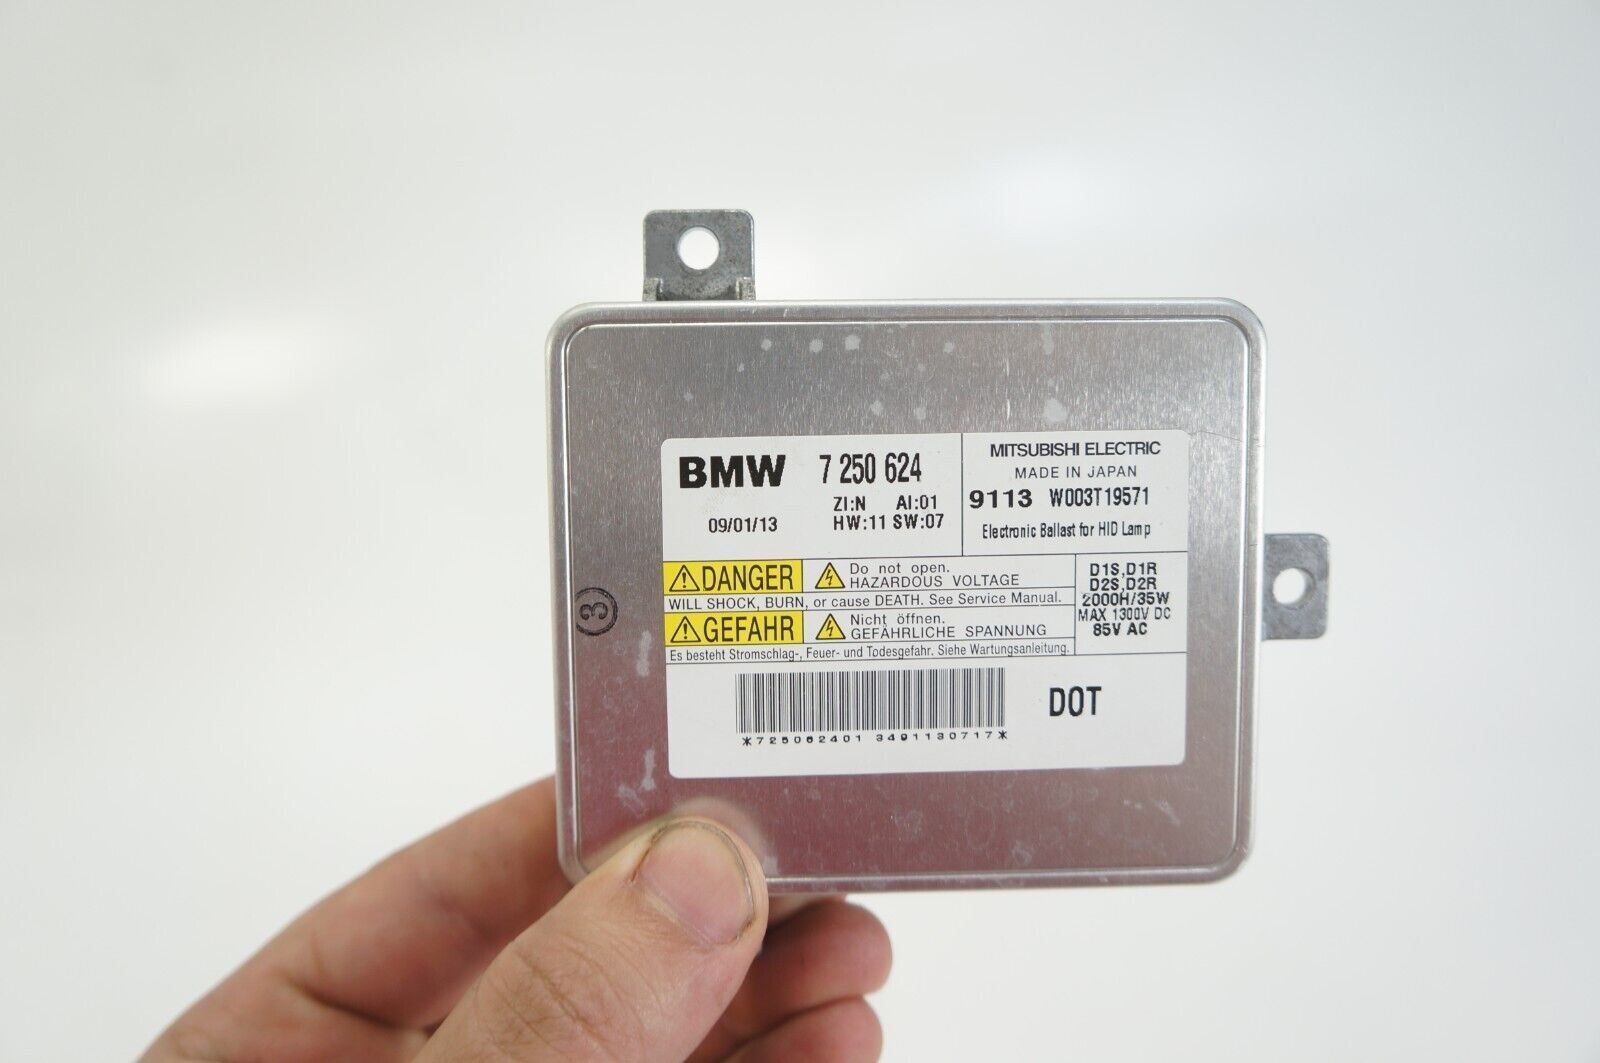 BMW 7 250 624
ZI:N AI:01
09/01/13 HW:11 SW:07
MITSUBISHI ELECTRIC
MADE IN JAPAN
9113 W003T19571
Electronic Ballast for HID Lamp
DANGER Do not open.
HAZARDOUS VOLTAGE
WILL SHOCK, BURN, or cause DEATH. See Service Manual.
GEFAHR Nicht öffnen.
GEFÄHRLICHE SPANNUNG
Es besteht Stromschlag-, Feuer- und Todesgefahr. Siehe Wartungsanleitung.
D1S,D1R
D2S,D2R
2000H/35W
MAX 1300V DC
85V AC
3
*725062401 3491130717*
DOT